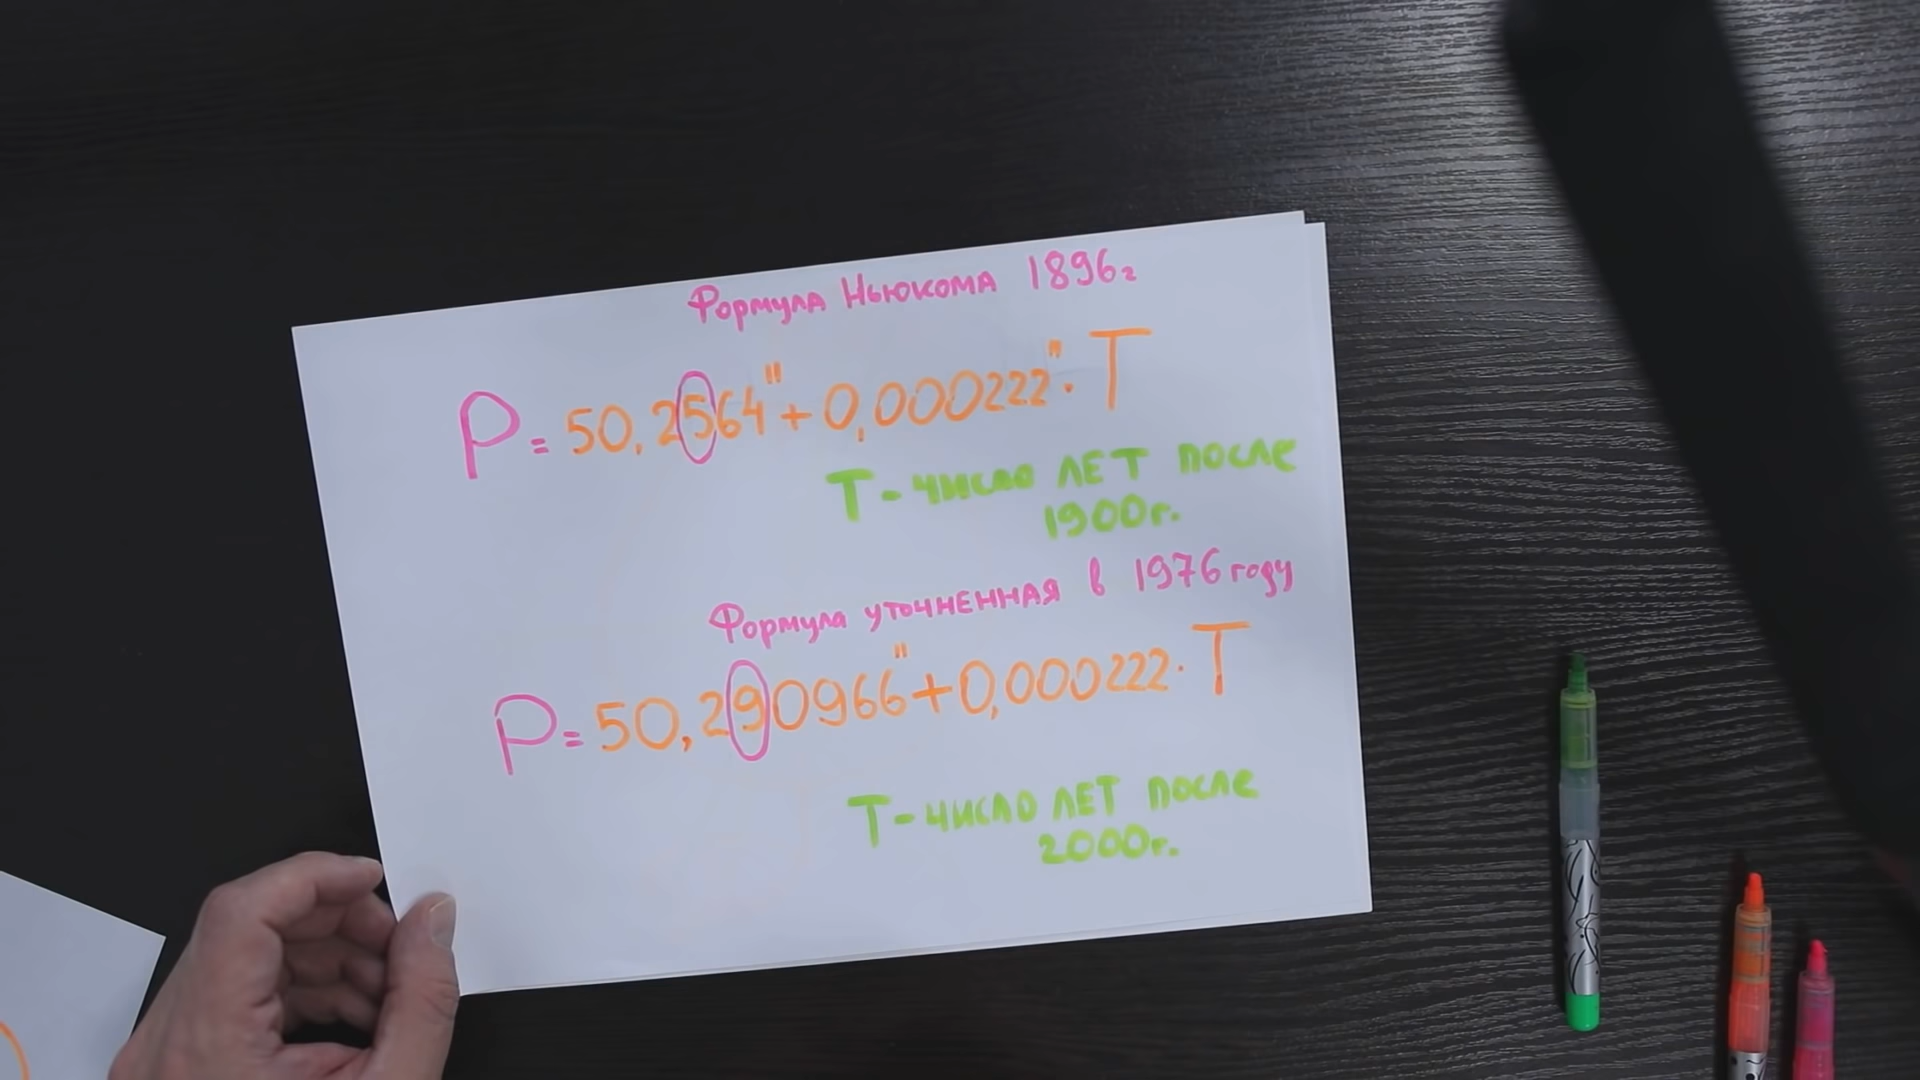 Формула Ньюкома 1896г
P = 50,2564" + 0,000222" · T
T - число лет после
1900г.
Формула уточненная в 1976 году
P = 50,290966" + 0,000222 · T
T - число лет после
2000г.